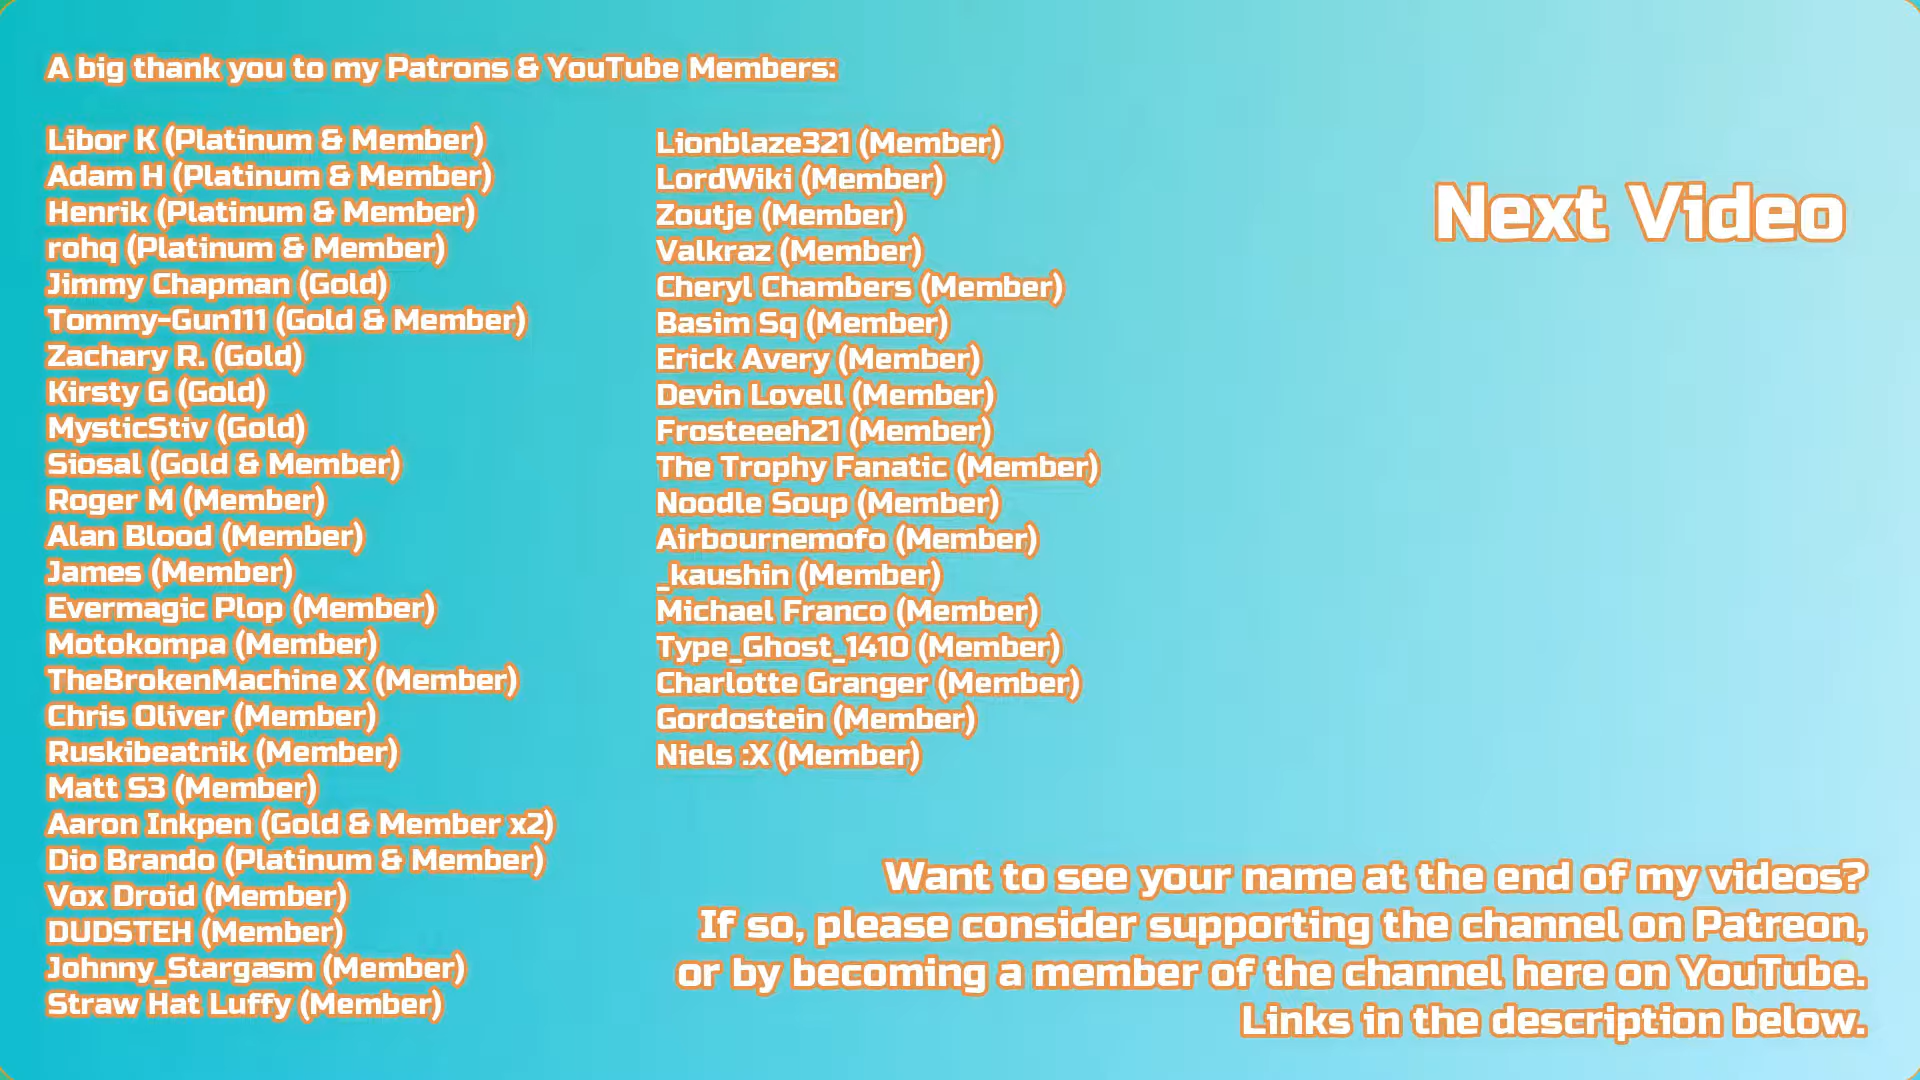 A big thank you to my Patrons & YouTube Members:
Libor K (Platinum & Member)
Adam H (Platinum & Member)
Henrik (Platinum & Member)
rohq (Platinum & Member)
Jimmy Chapman (Gold)
Tommy-Gun111 (Gold & Member)
Zachary R. (Gold)
Kirsty G (Gold)
MysticStiv (Gold)
Siosal (Gold & Member)
Roger M (Member)
Alan Blood (Member)
James (Member)
Evermagic Plop (Member)
Motokompa (Member)
TheBrokenMachine X (Member)
Chris Oliver (Member)
Ruskibeatnik (Member)
Matt S3 (Member)
Aaron Inkpen (Gold & Member x2)
Dio Brando (Platinum & Member)
Vox Droid (Member)
DUDSTEH (Member)
Johnny_Stargasm (Member)
Straw Hat Luffy (Member)
Lionblaze321 (Member)
LordWiki (Member)
Zoutje (Member)
Valkraz (Member)
Cheryl Chambers (Member)
Basim Sq (Member)
Erick Avery (Member)
Devin Lovell (Member)
Frosteeeh21 (Member)
The Trophy Fanatic (Member)
Noodle Soup (Member)
Airbournemofo (Member)
_kaushin (Member)
Michael Franco (Member)
Type_Ghost_1410 (Member)
Charlotte Granger (Member)
Gordostein (Member)
Niels :X (Member)
Next Video
Want to see your name at the end of my videos?
If so, please consider supporting the channel on Patreon,
or by becoming a member of the channel here on YouTube.
Links in the description below.